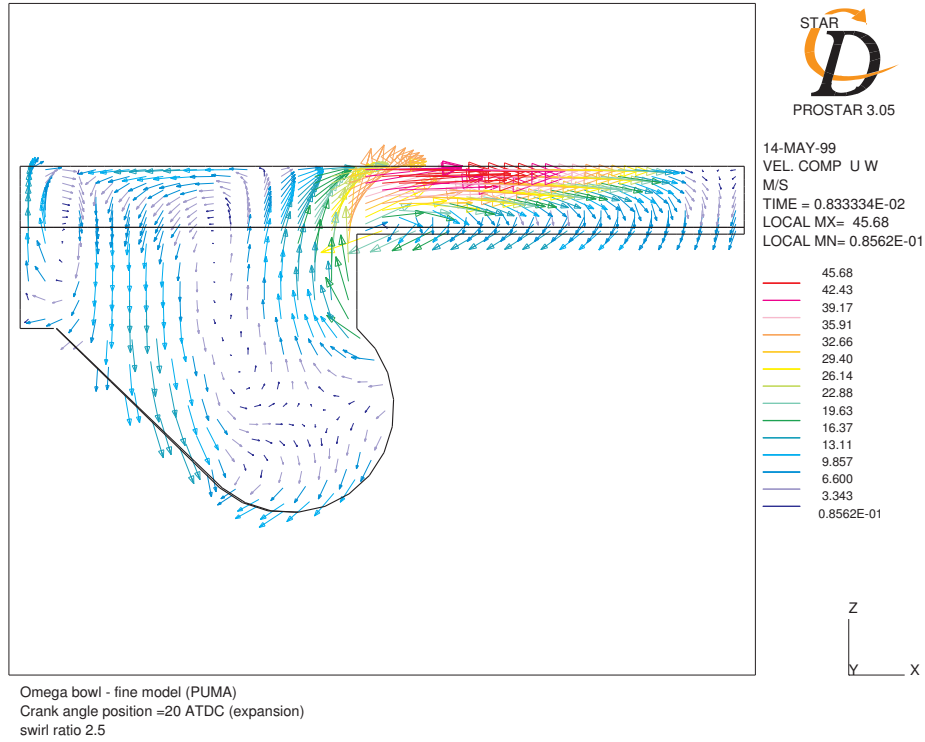 STAR
D
PROSTAR 3.05
14-MAY-99
VEL. COMP U W
M/S
TIME = 0.833334E-02
LOCAL MX= 45.68
LOCAL MN= 0.8562E-01
45.68
42.43
39.17
35.91
32.66
29.40
26.14
22.88
19.63
16.37
13.11
9.857
6.600
3.343
0.8562E-01
Z
Y X
Omega bowl - fine model (PUMA)
Crank angle position =20 ATDC (expansion)
swirl ratio 2.5